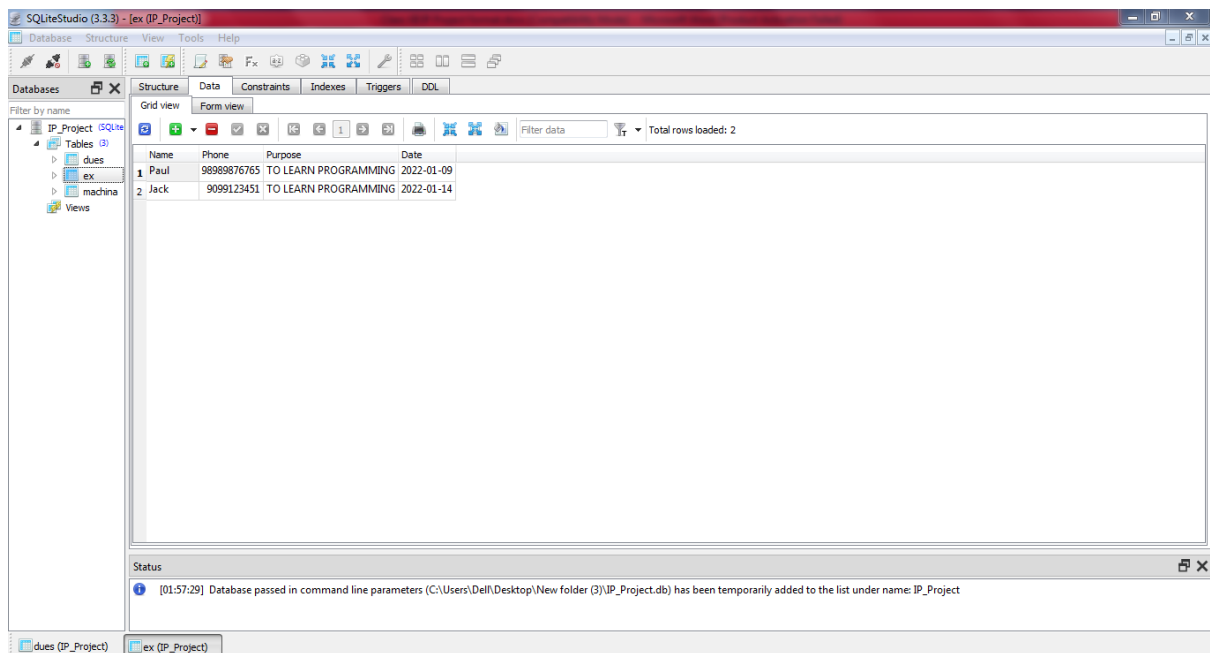 SQLiteStudio (3.3.3) - [ex (IP_Project)]
Database Structure View Tools Help
Databases
Structure Data Constraints Indexes Triggers DDL
Filter by name
Grid view Form view
IP_Project (SQLite
1 Filter data Total rows loaded: 2
Tables (3)
dues
ex
machina
Views
Name Phone Purpose Date
1 Paul 98989876765 TO LEARN PROGRAMMING 2022-01-09
2 Jack 9099123451 TO LEARN PROGRAMMING 2022-01-14
Status
[01:57:29] Database passed in command line parameters (C:\Users\Dell\Desktop\New folder (3)\IP_Project.db) has been temporarily added to the list under name: IP_Project
dues (IP_Project) ex (IP_Project)